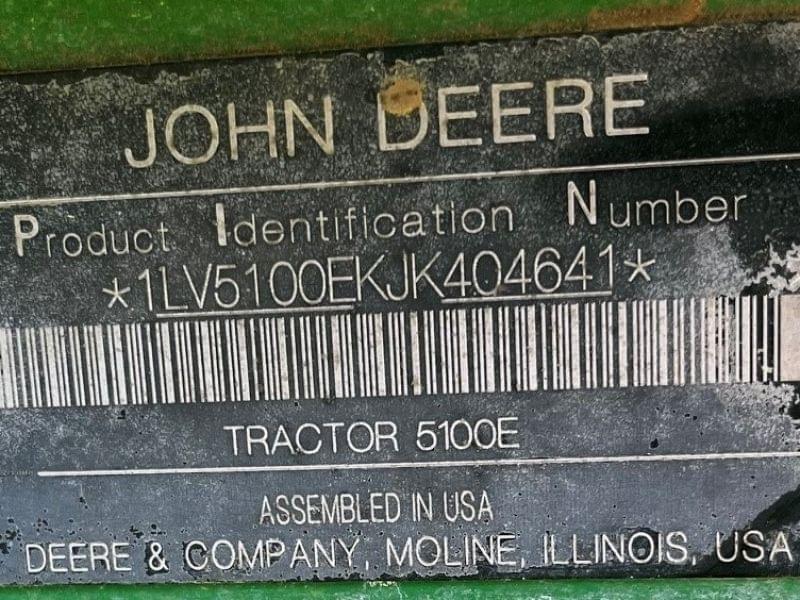 JOHN DEERE
Product Identification Number
*1LV5100EKJK404641*
TRACTOR 5100E
ASSEMBLED IN USA
DEERE & COMPANY, MOLINE, ILLINOIS, USA